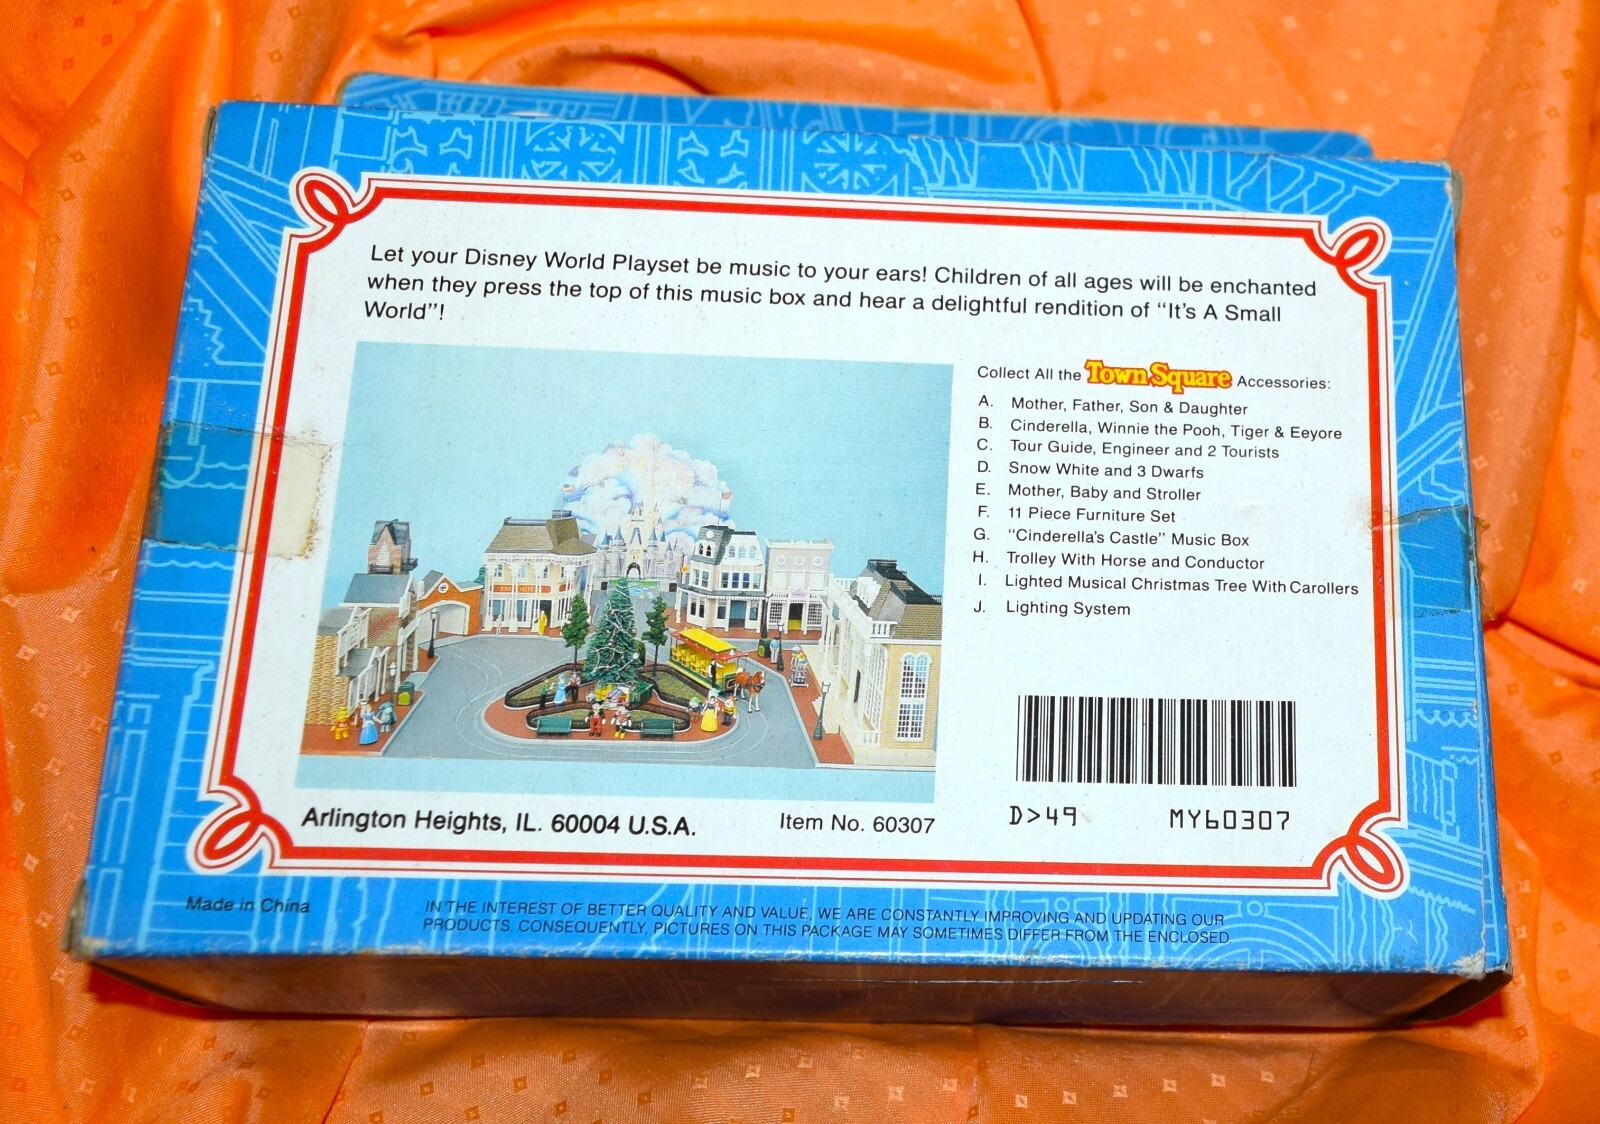 Let your Disney World Playset be music to your ears! Children of all ages will be enchanted
when they press the top of this music box and hear a delightful rendition of "It's A Small
World"!
Collect All the Town Square Accessories:
A. Mother, Father, Son & Daughter
B. Cinderella, Winnie the Pooh, Tiger & Eeyore
C. Tour Guide, Engineer and 2 Tourists
D. Snow White and 3 Dwarfs
E. Mother, Baby and Stroller
F. 11 Piece Furniture Set
G. "Cinderella's Castle" Music Box
H. Trolley With Horse and Conductor
I. Lighted Musical Christmas Tree With Carollers
J. Lighting System
Arlington Heights, IL. 60004 U.S.A.
Item No. 60307
D>49 MY60307
Made in China
IN THE INTEREST OF BETTER QUALITY AND VALUE, WE ARE CONSTANTLY IMPROVING AND UPDATING OUR
PRODUCTS. CONSEQUENTLY, PICTURES ON THIS PACKAGE MAY SOMETIMES DIFFER FROM THE ENCLOSED.